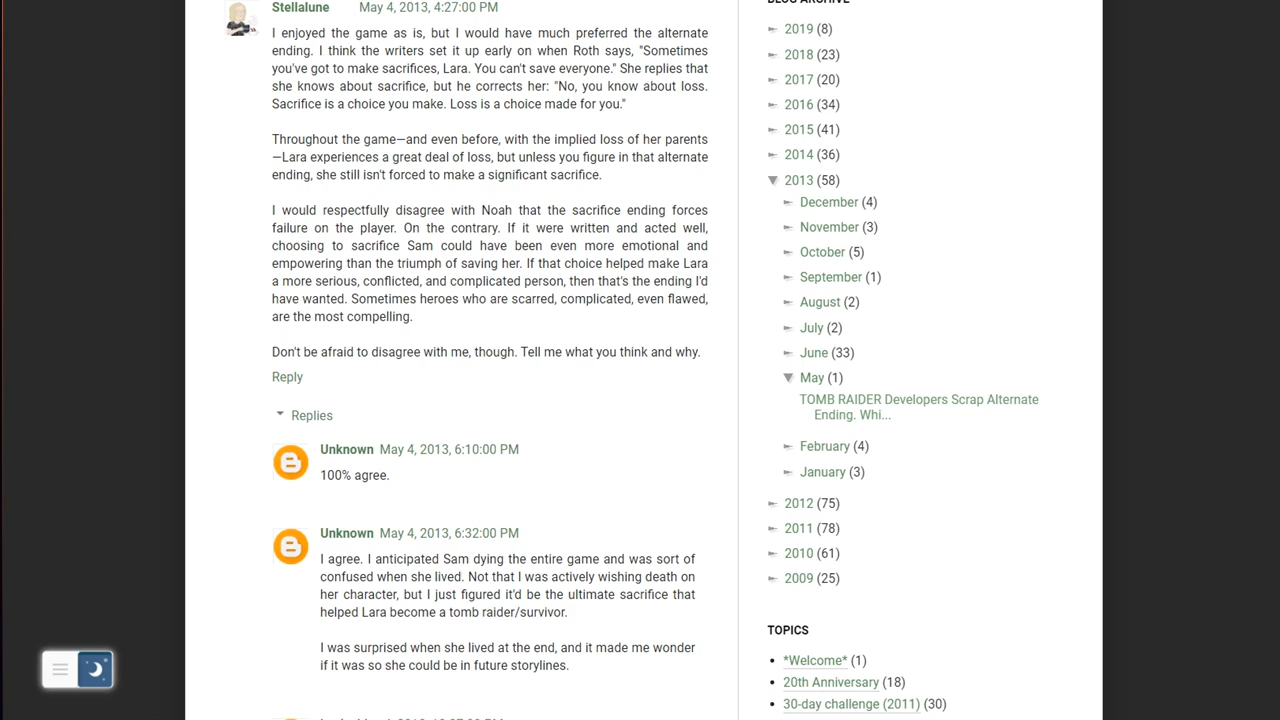 Stellalune May 4, 2013, 4:27:00 PM
I enjoyed the game as is, but I would have much preferred the alternate
ending. I think the writers set it up early on when Roth says, "Sometimes
you've got to make sacrifices, Lara. You can't save everyone." She replies that
she knows about sacrifice, but he corrects her: "No, you know about loss.
Sacrifice is a choice you make. Loss is a choice made for you."
Throughout the game—and even before, with the implied loss of her parents
—Lara experiences a great deal of loss, but unless you figure in that alternate
ending, she still isn't forced to make a significant sacrifice.
I would respectfully disagree with Noah that the sacrifice ending forces
failure on the player. On the contrary. If it were written and acted well,
choosing to sacrifice Sam could have been even more emotional and
empowering than the triumph of saving her. If that choice helped make Lara
a more serious, conflicted, and complicated person, then that's the ending I'd
have wanted. Sometimes heroes who are scarred, complicated, even flawed,
are the most compelling.
Don't be afraid to disagree with me, though. Tell me what you think and why.
Reply
Replies
Unknown May 4, 2013, 6:10:00 PM
100% agree.
Unknown May 4, 2013, 6:32:00 PM
I agree. I anticipated Sam dying the entire game and was sort of
confused when she lived. Not that I was actively wishing death on
her character, but I just figured it'd be the ultimate sacrifice that
helped Lara become a tomb raider/survivor.
I was surprised when she lived at the end, and it made me wonder
if it was so she could be in future storylines.
BLOG ARCHIVE
2019 (8)
2018 (23)
2017 (20)
2016 (34)
2015 (41)
2014 (36)
2013 (58)
December (4)
November (3)
October (5)
September (1)
August (2)
July (2)
June (33)
May (1)
TOMB RAIDER Developers Scrap Alternate
Ending. Whi...
February (4)
January (3)
2012 (75)
2011 (78)
2010 (61)
2009 (25)
TOPICS
*Welcome* (1)
20th Anniversary (18)
30-day challenge (2011) (30)